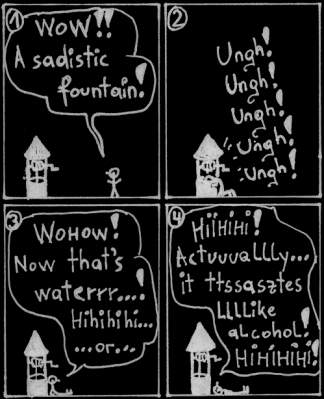 1
WOW!!
A sadistic
fountain!
2
Ungh!
Ungh!
Ungh!
Ungh!
Ungh!
3
WOHOW!
Now that's
waterrr....!
Hihihihi...
...or...
4
HiiHiHi!
Actuuuallly...
it ttssasztes
LLLLike
aLcohoL!
HiHiHiHi!